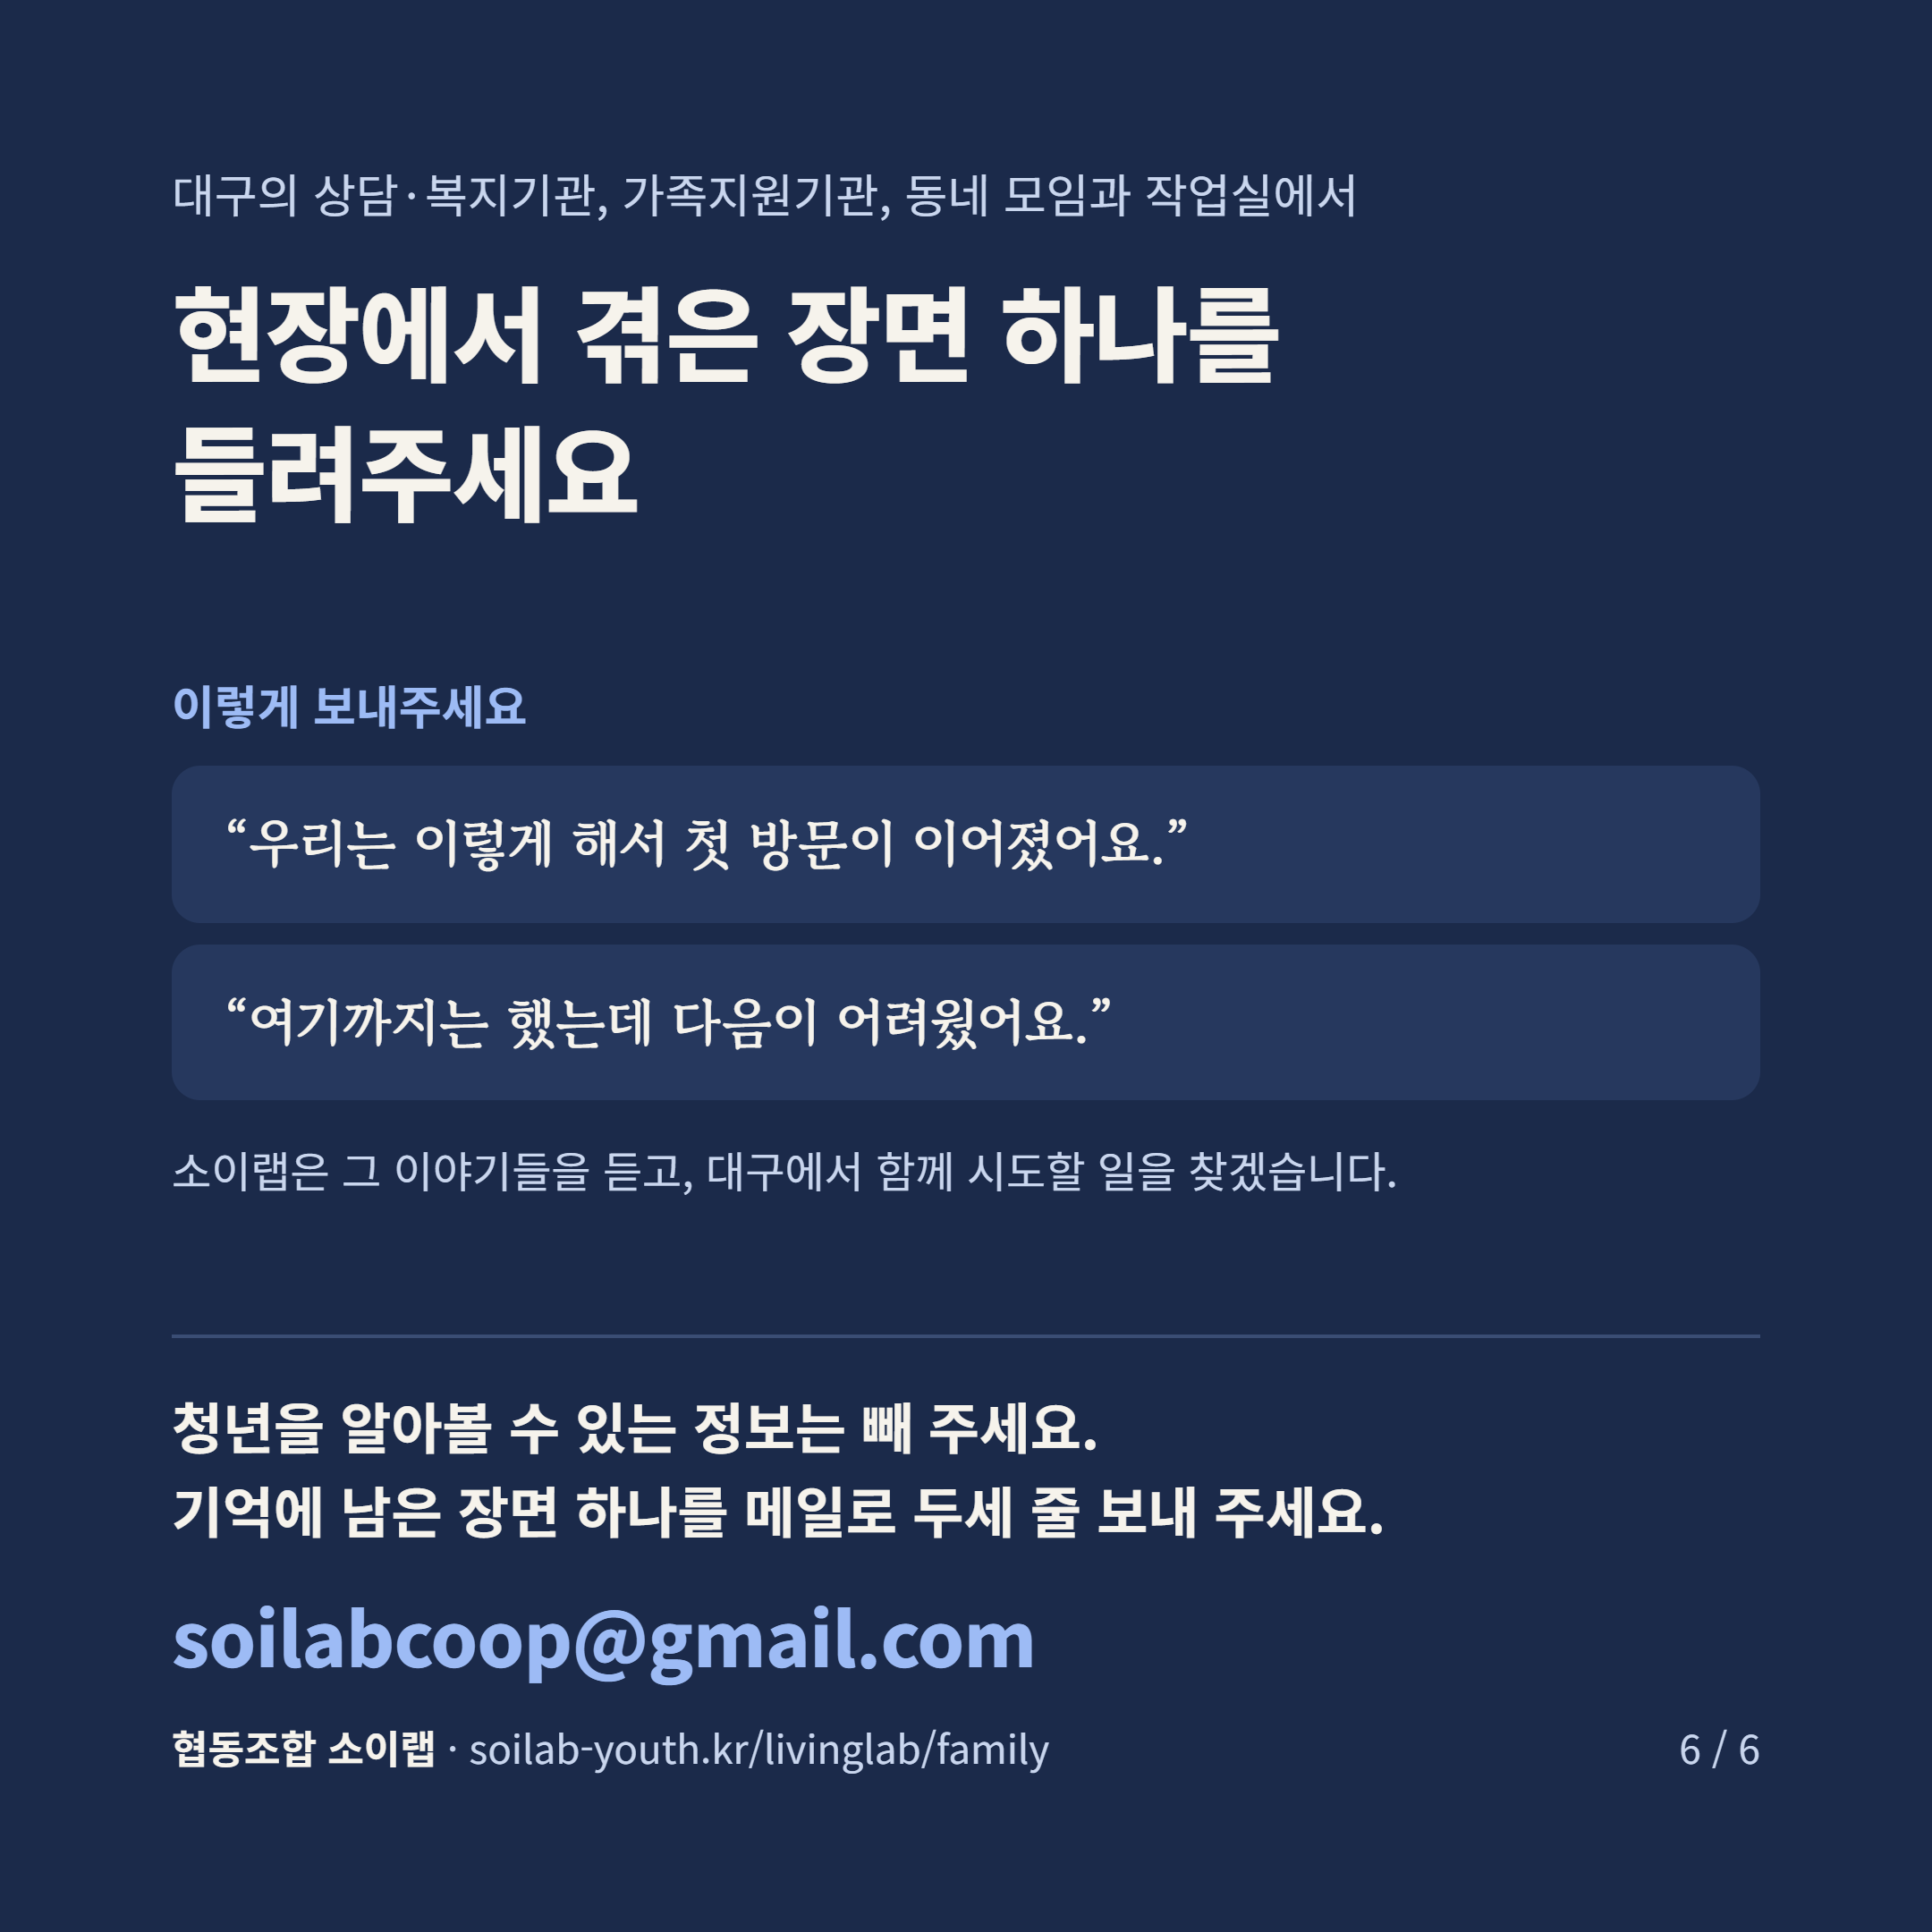 대구의 상담·복지기관, 가족지원기관, 동네 모임과 작업실에서
현장에서 겪은 장면 하나를
들려주세요
이렇게 보내주세요
“우리는 이렇게 해서 첫 방문이 이어졌어요.”
“여기까지는 했는데 다음이 어려웠어요.”
소이랩은 그 이야기들을 듣고, 대구에서 함께 시도할 일을 찾겠습니다.
청년을 알아볼 수 있는 정보는 빼 주세요.
기억에 남은 장면 하나를 메일로 두세 줄 보내 주세요.
soilabcoop@gmail.com
협동조합 소이랩 · soilab-youth.kr/livinglab/family
6 / 6